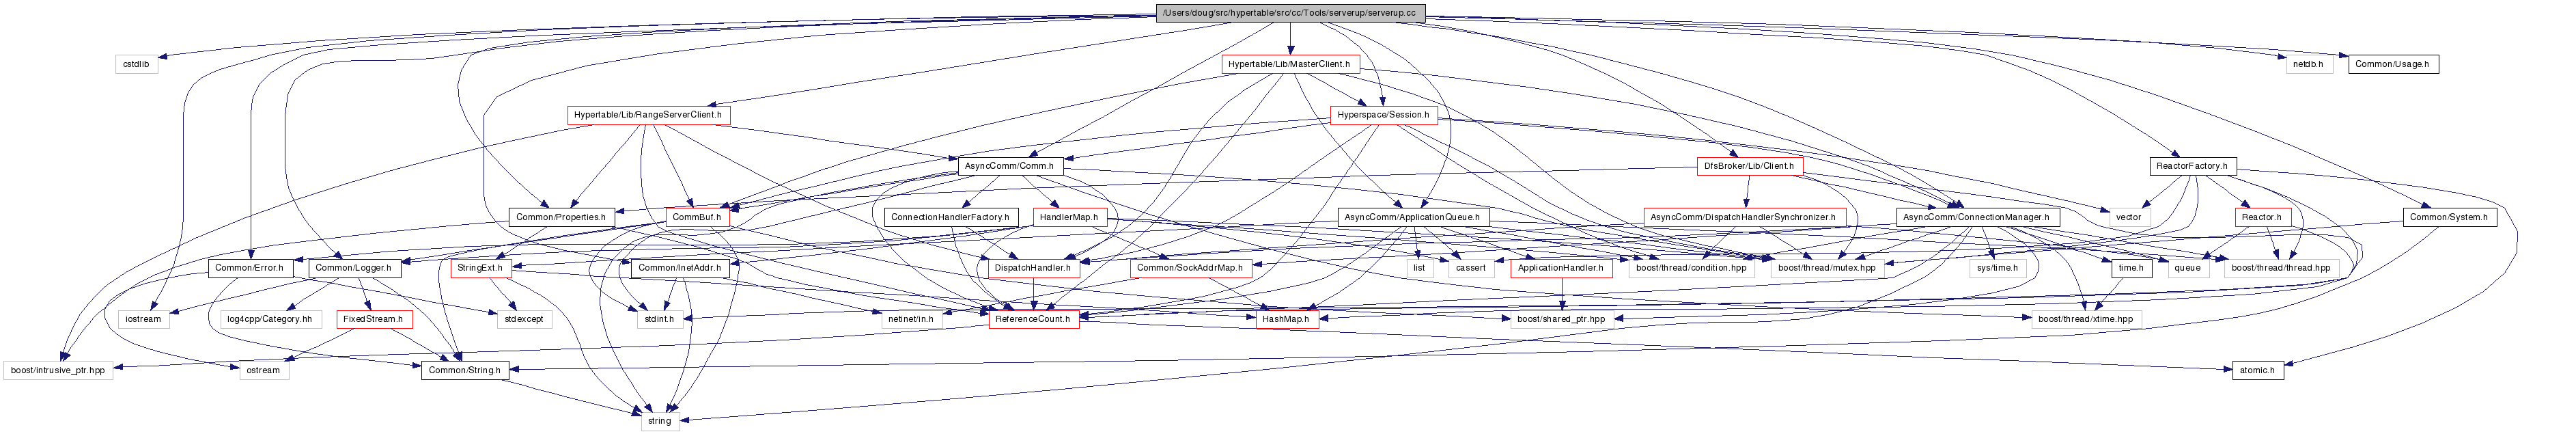 /Users/doug/src/hypertable/src/cc/Tools/serverup/serverup.cc
cstdlib
Hypertable/Lib/MasterClient.h
netdb.h
Common/Usage.h
Hypertable/Lib/RangeServerClient.h
Hyperspace/Session.h
AsyncComm/Comm.h
DfsBroker/Lib/Client.h
ReactorFactory.h
Common/Properties.h
CommBuf.h
ConnectionHandlerFactory.h
HandlerMap.h
AsyncComm/ApplicationQueue.h
AsyncComm/DispatchHandlerSynchronizer.h
AsyncComm/ConnectionManager.h
vector
Reactor.h
Common/System.h
Common/Error.h
Common/Logger.h
StringExt.h
Common/InetAddr.h
DispatchHandler.h
Common/SockAddrMap.h
list
cassert
ApplicationHandler.h
boost/thread/condition.hpp
boost/thread/mutex.hpp
sys/time.h
time.h
queue
boost/thread/thread.hpp
iostream
log4cpp/Category.hh
FixedStream.h
stdexcept
stdint.h
netinet/in.h
ReferenceCount.h
HashMap.h
boost/shared_ptr.hpp
boost/thread/xtime.hpp
boost/intrusive_ptr.hpp
ostream
Common/String.h
atomic.h
string